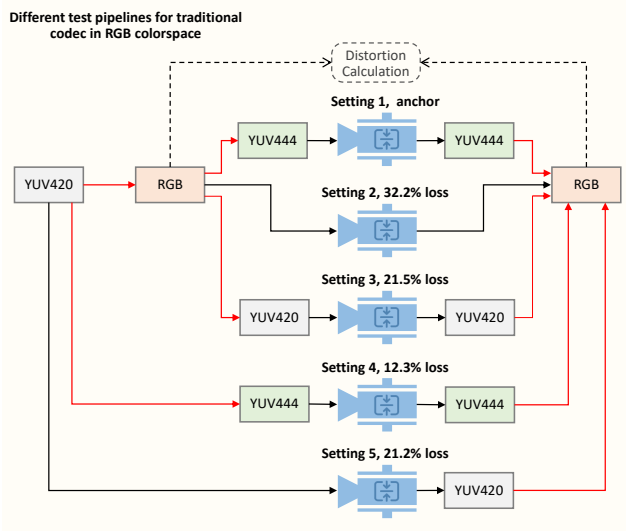 Different test pipelines for traditional
codec in RGB colorspace
Distortion
Calculation
Setting 1, anchor
YUV444
YUV444
YUV420
RGB
RGB
Setting 2, 32.2% loss
Setting 3, 21.5% loss
YUV420
YUV420
Setting 4, 12.3% loss
YUV444
YUV444
Setting 5, 21.2% loss
YUV420